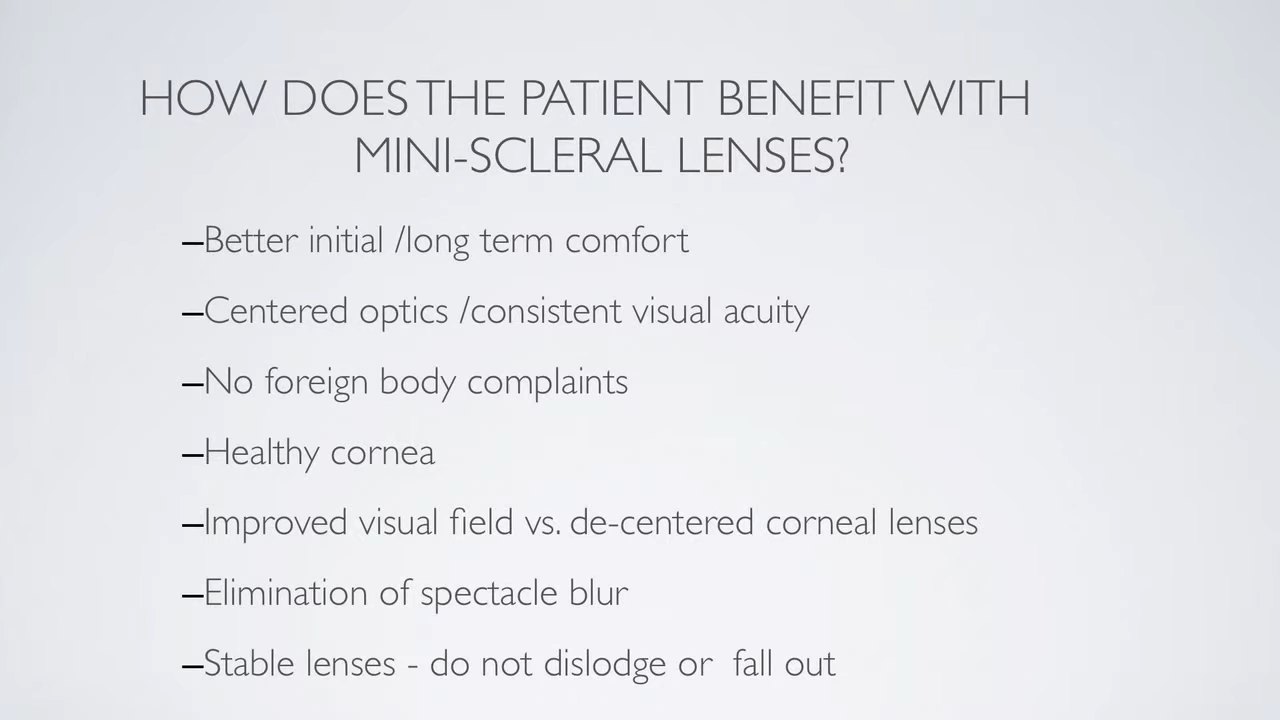 HOW DOES THE PATIENT BENEFIT WITH
MINI-SCLERAL LENSES?
–Better initial /long term comfort
–Centered optics /consistent visual acuity
–No foreign body complaints
–Healthy cornea
–Improved visual field vs. de-centered corneal lenses
–Elimination of spectacle blur
–Stable lenses - do not dislodge or  fall out